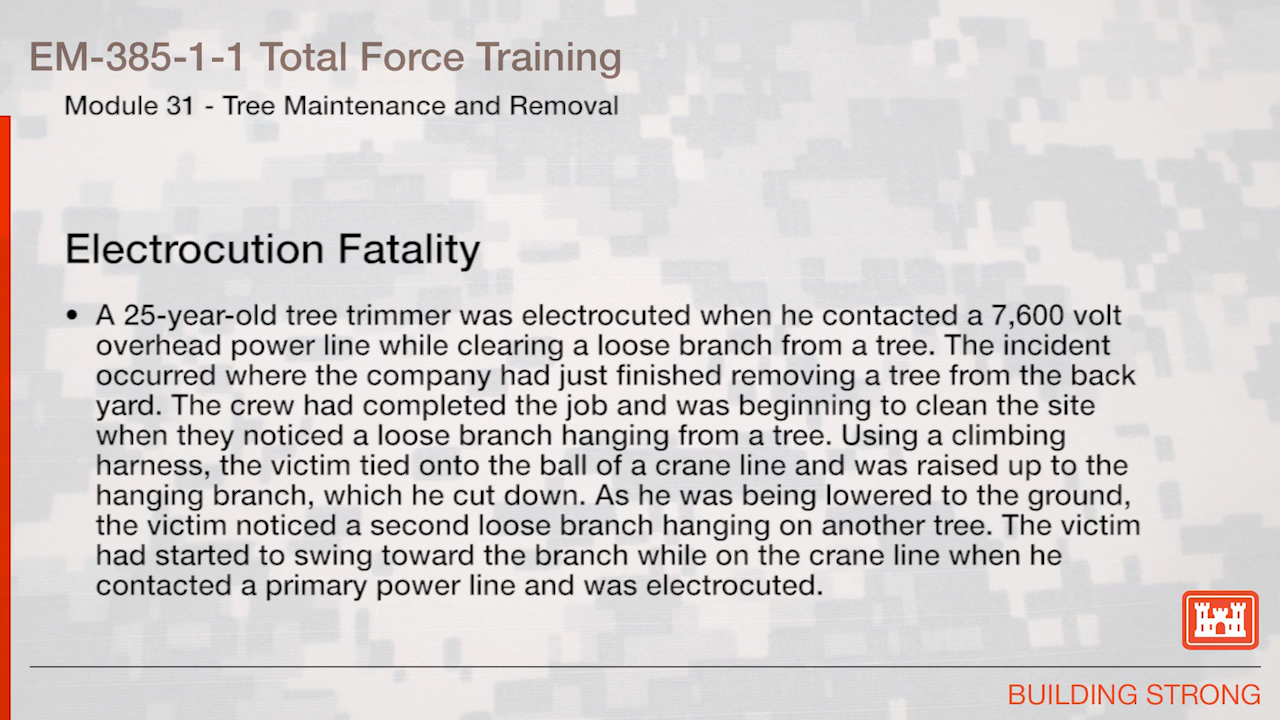 EM-385-1-1 Total Force Training
Module 31 - Tree Maintenance and Removal
Electrocution Fatality
• A 25-year-old tree trimmer was electrocuted when he contacted a 7,600 volt
overhead power line while clearing a loose branch from a tree. The incident
occurred where the company had just finished removing a tree from the back
yard. The crew had completed the job and was beginning to clean the site
when they noticed a loose branch hanging from a tree. Using a climbing
harness, the victim tied onto the ball of a crane line and was raised up to the
hanging branch, which he cut down. As he was being lowered to the ground,
the victim noticed a second loose branch hanging on another tree. The victim
had started to swing toward the branch while on the crane line when he
contacted a primary power line and was electrocuted.
BUILDING STRONG